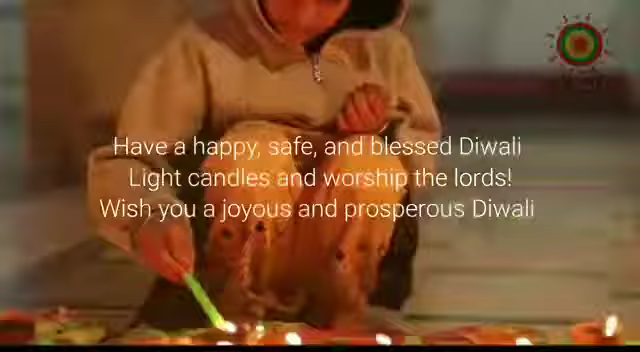 Have a happy, safe, and blessed Diwali
Light candles and worship the lords!
Wish you a joyous and prosperous Diwali